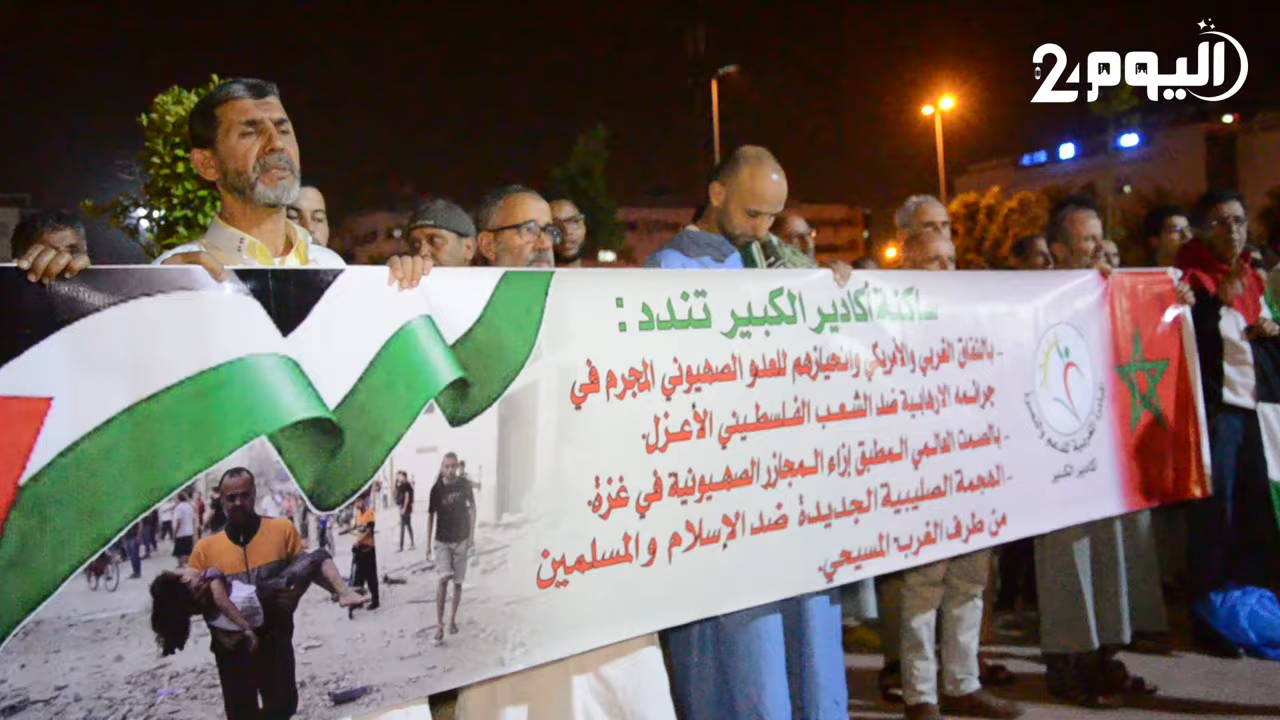 اليوم 24
ساكنة أكادير الكبير تندد :
- بالنفاق الغربي والأمريكي وانحيازهم للعدو الصهيوني المجرم في
جرائمه الارهابية ضد الشعب الفلسطيني الأعزل.
- بالصمت العالمي المطبق إزاء المجازر الصهيونية في غزة.
- الهجمة الصليبية الجديدة ضد الإسلام والمسلمين
من طرف الغرب المسيحي.
اكادير الكبير